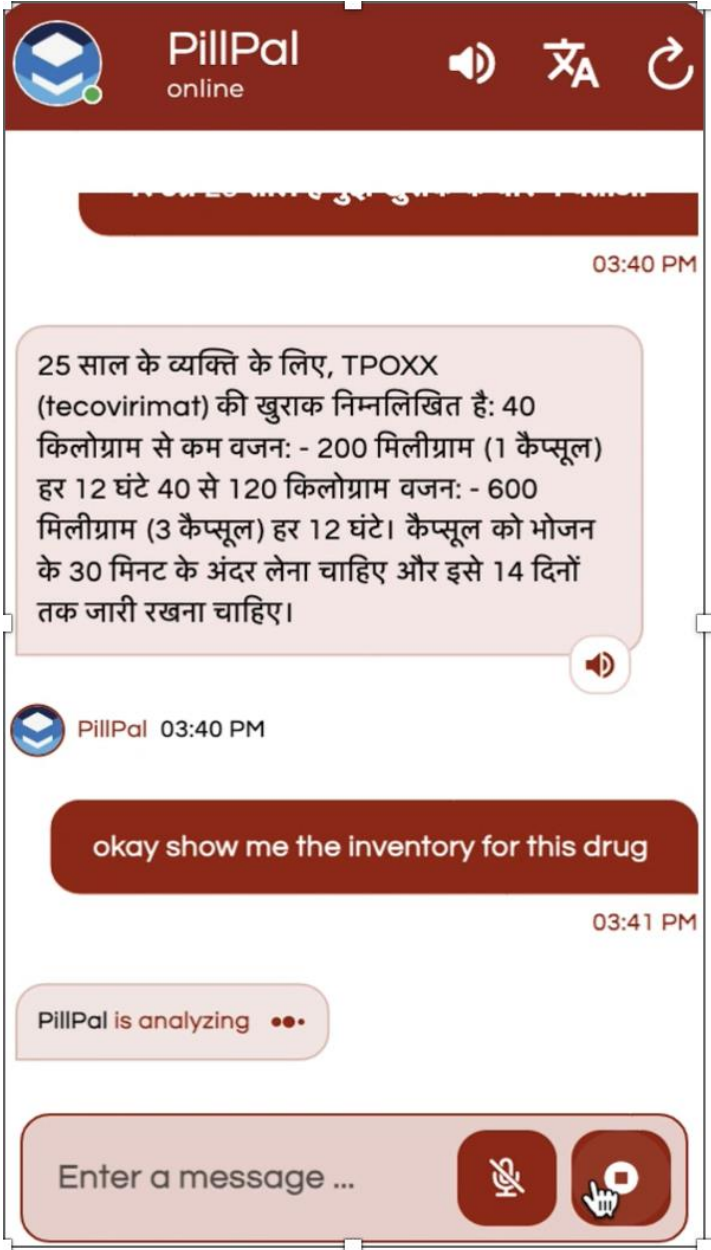 PillPal
online
03:40 PM
25 साल के व्यक्ति के लिए, TPOXX
(tecovirimat) की खुराक निम्नलिखित है: 40
किलोग्राम से कम वजन: - 200 मिलीग्राम (1 कैप्सूल)
हर 12 घंटे 40 से 120 किलोग्राम वजन: - 600
मिलीग्राम (3 कैप्सूल) हर 12 घंटे। कैप्सूल को भोजन
के 30 मिनट के अंदर लेना चाहिए और इसे 14 दिनों
तक जारी रखना चाहिए।
PillPal 03:40 PM
okay show me the inventory for this drug
03:41 PM
PillPal is analyzing
Enter a message ...